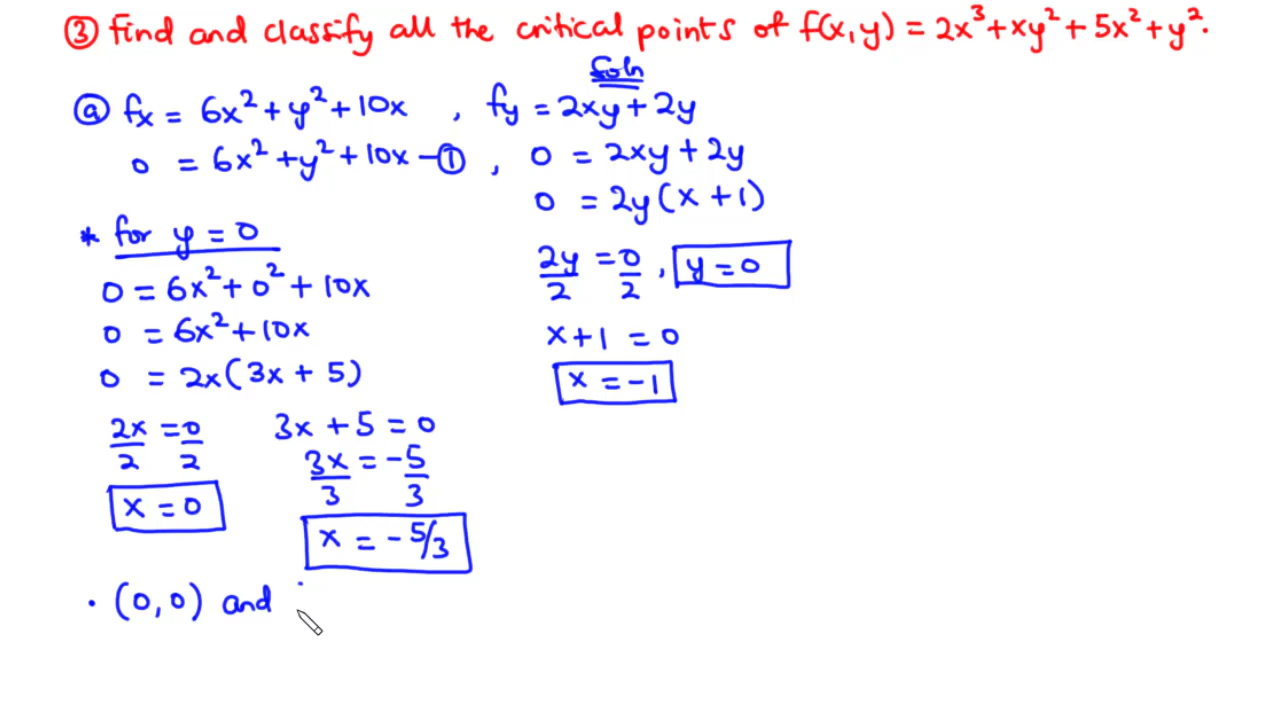 ③ Find and classify all the critical points of f(x,y) = 2x³ + xy² + 5x² + y².
Soln
ⓐ fx = 6x² + y² + 10x , fy = 2xy + 2y
0 = 6x² + y² + 10x –① , 0 = 2xy + 2y
0 = 2y(x + 1)
* for y = 0
2y/2 = 0/2 , y = 0
0 = 6x² + 0² + 10x
0 = 6x² + 10x
x + 1 = 0
0 = 2x(3x + 5)
x = -1
2x/2 = 0/2
3x + 5 = 0
3x/3 = -5/3
x = 0
x = -5/3
• (0,0) and